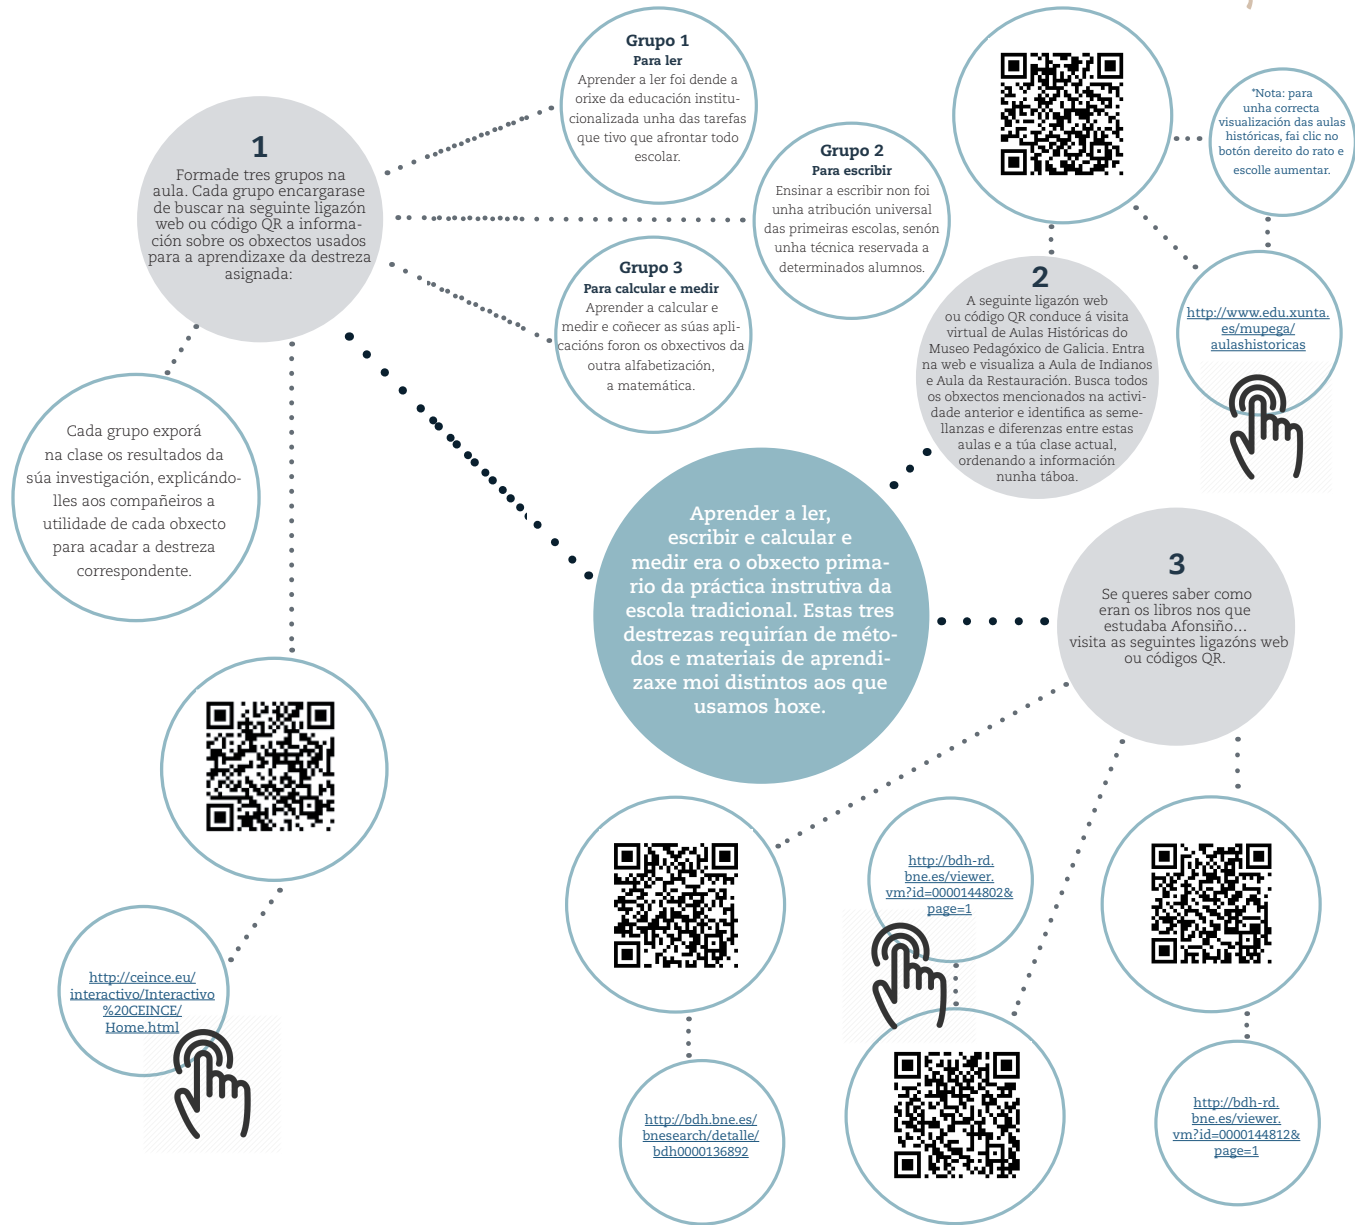 1
Formade tres grupos na
aula. Cada grupo encargarase
de buscar na seguinte ligazón
web ou código QR a informa-
ción sobre os obxectos usados
para a aprendizaxe da destreza
asignada:
Grupo 1
Para ler
Aprender a ler foi dende a
orixe da educación institu-
cionalizada unha das tarefas
que tivo que afrontar todo
escolar.
Grupo 2
Para escribir
Ensinar a escribir non foi
unha atribución universal
das primeiras escolas, senón
unha técnica reservada a
determinados alumnos.
Grupo 3
Para calcular e medir
Aprender a calcular e
medir e coñecer as súas apli-
cacións foron os obxectivos da
outra alfabetización,
a matemática.
Cada grupo exporá
na clase os resultados da
súa investigación, explicándo-
lles aos compañeiros a
utilidade de cada obxecto
para acadar a destreza
correspondente.
http://ceince.eu/
interactivo/Interactivo
%20CEINCE/
Home.html
Aprender a ler,
escribir e calcular e
medir era o obxecto prima-
rio da práctica instrutiva da
escola tradicional. Estas tres
destrezas requirían de méto-
dos e materiais de aprendi-
zaxe moi distintos aos que
usamos hoxe.
2
A seguinte ligazón web
ou código QR conduce á visita
virtual de Aulas Históricas do
Museo Pedagóxico de Galicia. Entra
na web e visualiza a Aula de Indianos
e Aula da Restauración. Busca todos
os obxectos mencionados na activi-
dade anterior e identifica as seme-
llanzas e diferenzas entre estas
aulas e a túa clase actual,
ordenando a información
nunha táboa.
*Nota: para
unha correcta
visualización das aulas
históricas, fai clic no
botón dereito do rato e
escolle aumentar.
http://www.edu.xunta.
es/mupega/
aulashistoricas
3
Se queres saber como
eran os libros nos que
estudaba Afonsiño...
visita as seguintes ligazóns web
ou códigos QR.
http://bdh.bne.es/
bnesearch/detalle/
bdh0000136892
http://bdh-rd.
bne.es/viewer.
vm?id=0000144802&
page=1
http://bdh-rd.
bne.es/viewer.
vm?id=0000144812&
page=1